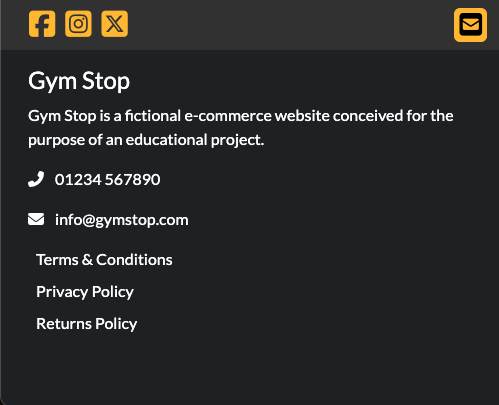 Gym Stop
Gym Stop is a fictional e-commerce website conceived for the
purpose of an educational project.
01234 567890
info@gymstop.com
Terms & Conditions
Privacy Policy
Returns Policy